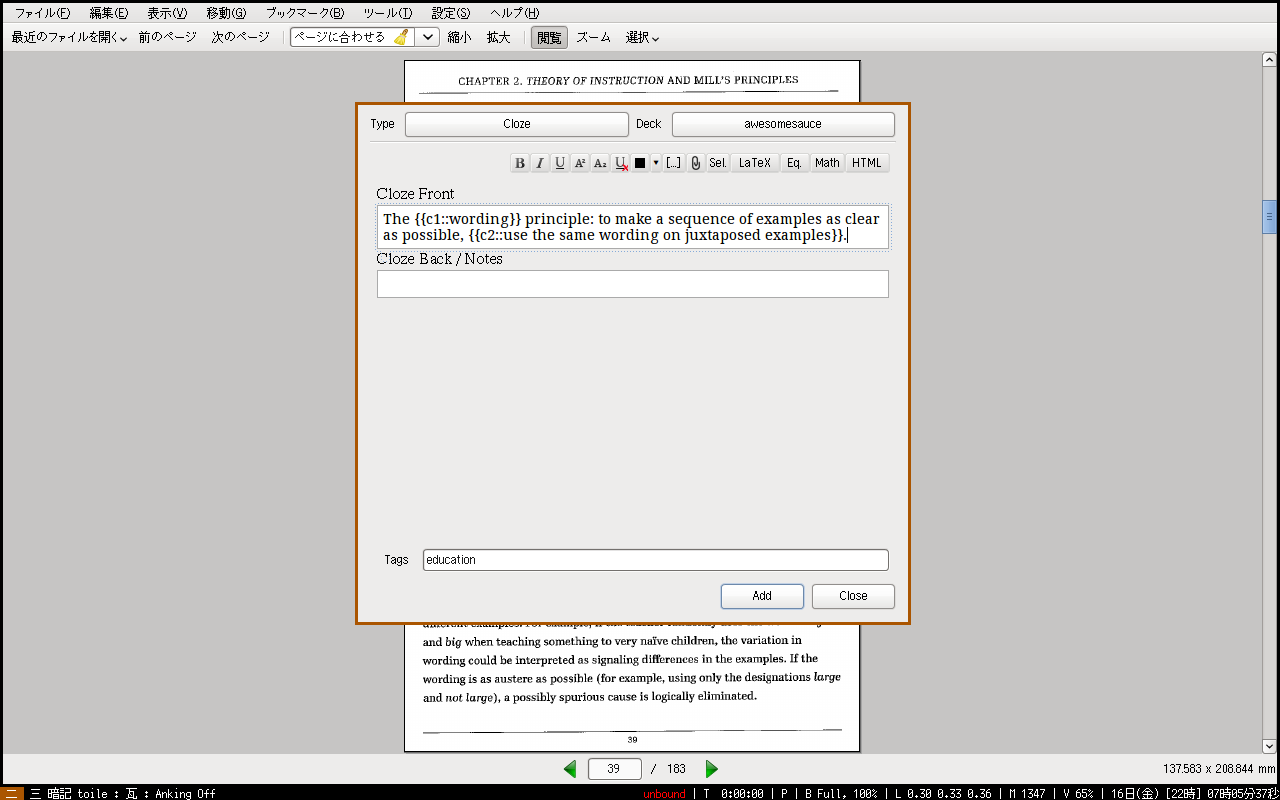 ファイル(F) 編集(E) 表示(V) 移動(G) ブックマーク(B) ツール(T) 設定(S) ヘルプ(H)
最近のファイルを開く 前のページ 次のページ ページに合わせる 縮小 拡大 閲覧 ズーム 選択
CHAPTER 2. THEORY OF INSTRUCTION AND MILL'S PRINCIPLES
Type Cloze Deck awesomesauce
B I U A² A₂ U [...] Sel. LaTeX Eq. Math HTML
Cloze Front
The {{c1::wording}} principle: to make a sequence of examples as clear
as possible, {{c2::use the same wording on juxtaposed examples}}.
Cloze Back / Notes
Tags education
Add Close
and big when teaching something to very naïve children, the variation in
wording could be interpreted as signaling differences in the examples. If the
wording is as austere as possible (for example, using only the designations large
and not large), a possibly spurious cause is logically eliminated.
39
39 / 183
137.583 x 208.844 mm
二 三 暗記 toile : 瓦 : Anking Off unbound | T 0:00:00 | P | B Full, 100% | L 0.30 0.33 0.36 | M 1347 | V 65% | 16日(金) [22時] 07時05分37秒